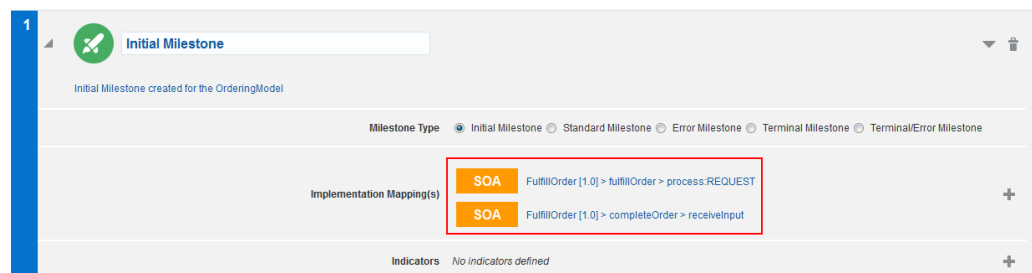 1
Initial Milestone
Initial Milestone created for the OrderingModel
Milestone Type Initial Milestone Standard Milestone Error Milestone Terminal Milestone Terminal/Error Milestone
Implementation Mapping(s)
SOA FulfillOrder [1.0] > fulfillOrder > process:REQUEST
SOA FulfillOrder [1.0] > completeOrder > receiveInput
Indicators No indicators defined